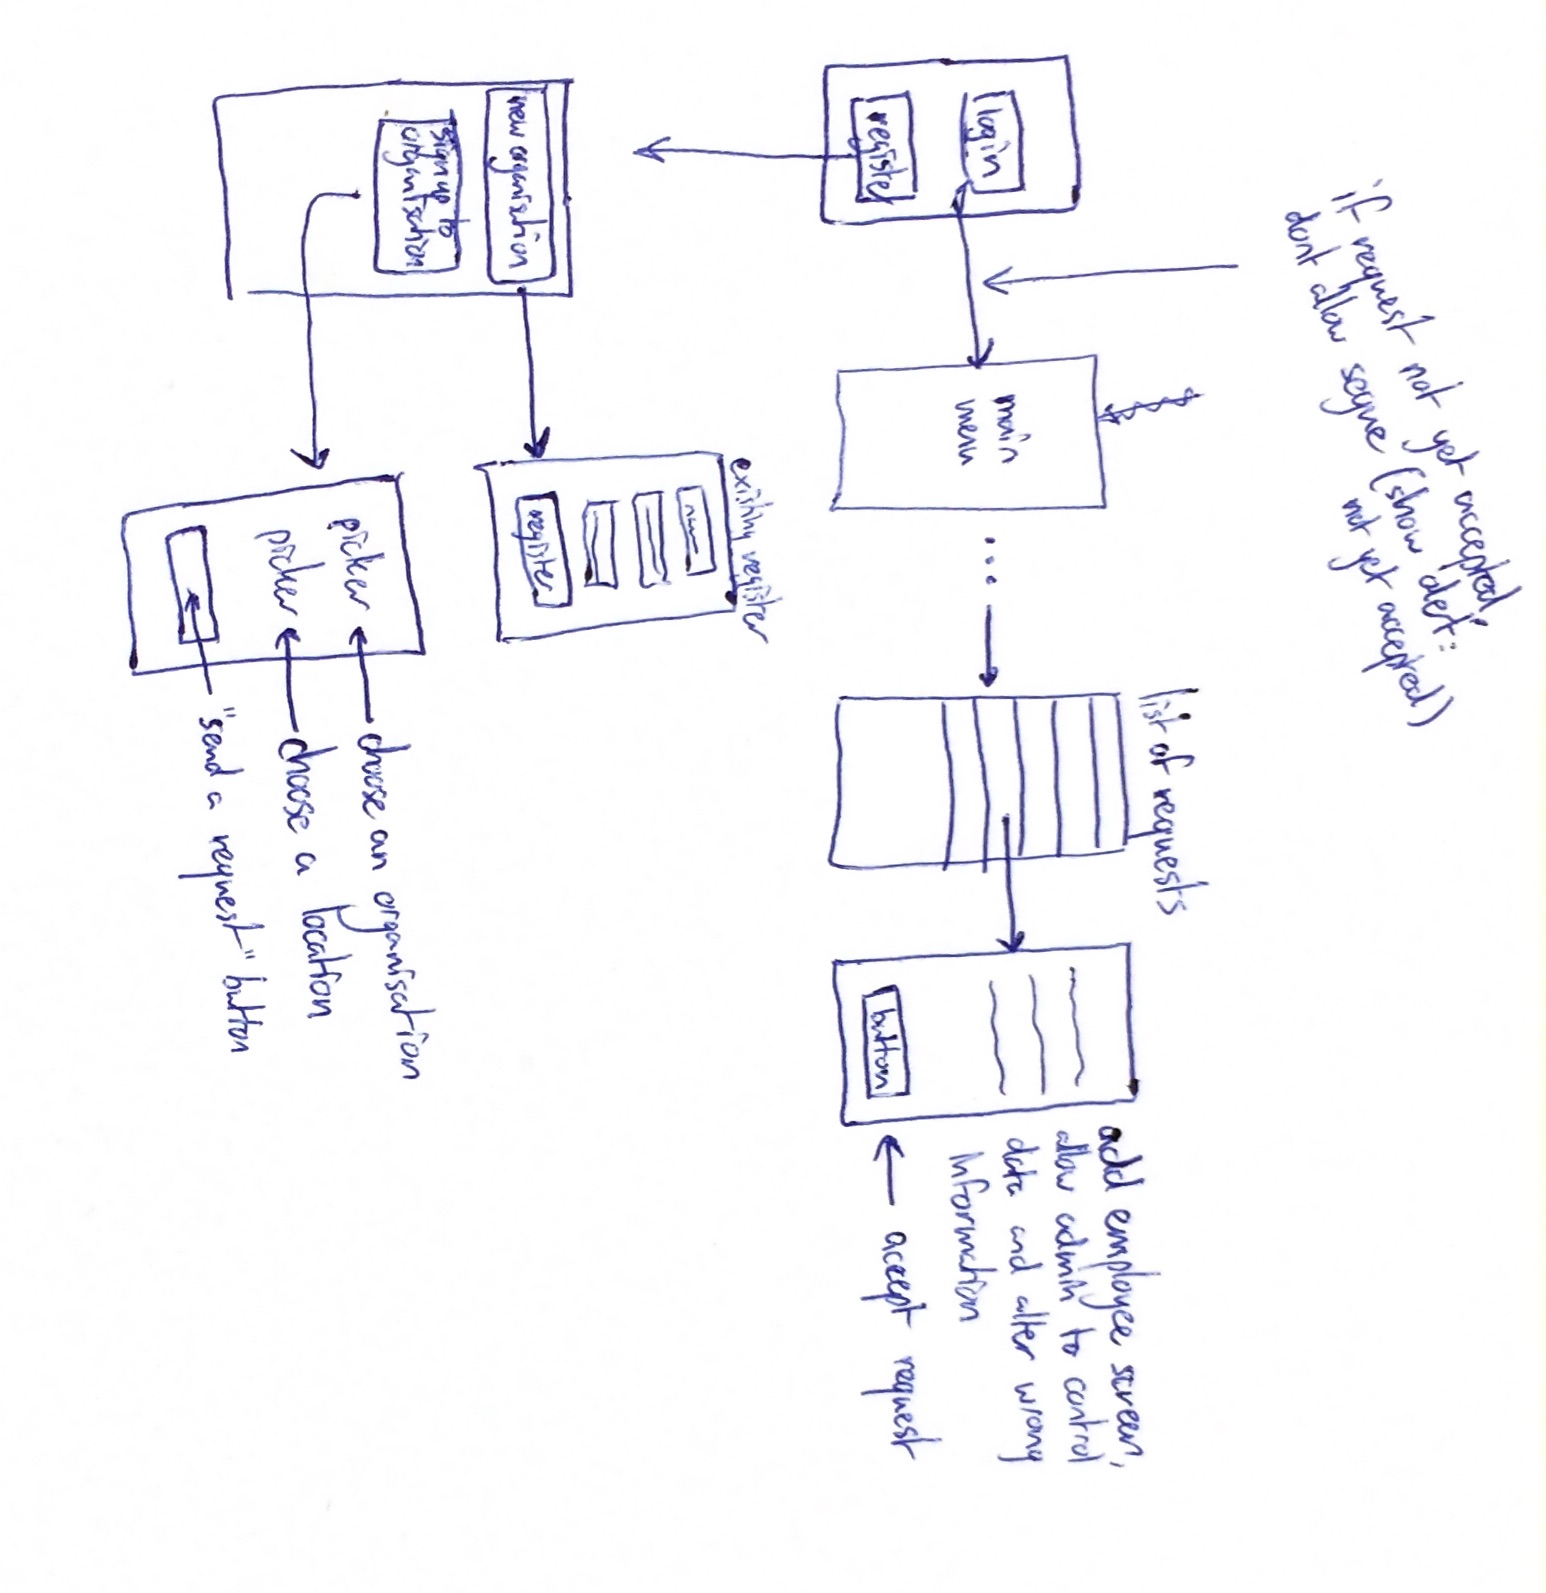 if request not yet accepted,
dont allow segue (show alert:
not yet accepted)
list of requests
login
register
main
menu
...
add employee screen,
allow admin to control
data and alter wrong
information
button
accept request
existing register
register
new organisation
sign up to
organisation
picker
choose an organisation
picker
choose a location
"send a request" button